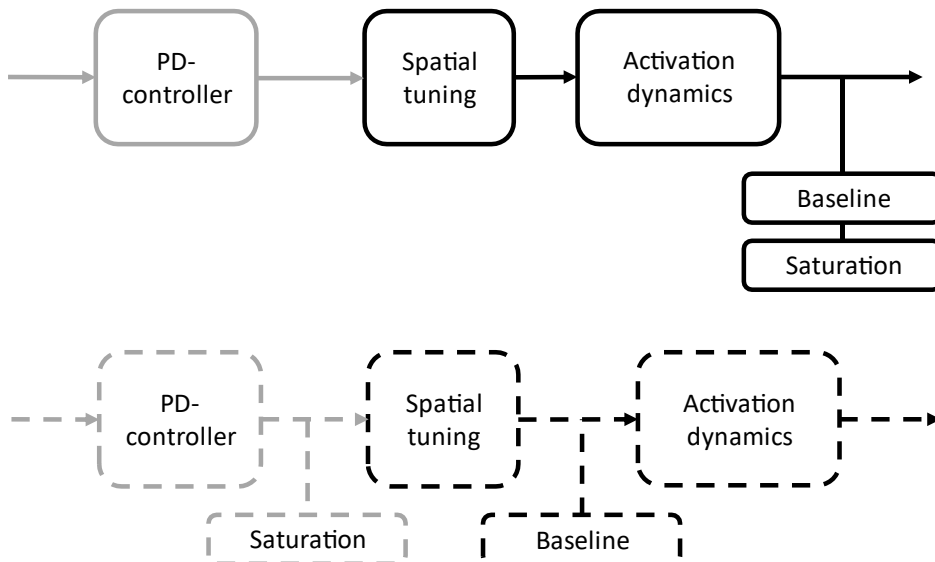 PD-
controller
Spatial
tuning
Activation
dynamics
Baseline
Saturation
PD-
controller
Spatial
tuning
Activation
dynamics
Saturation
Baseline